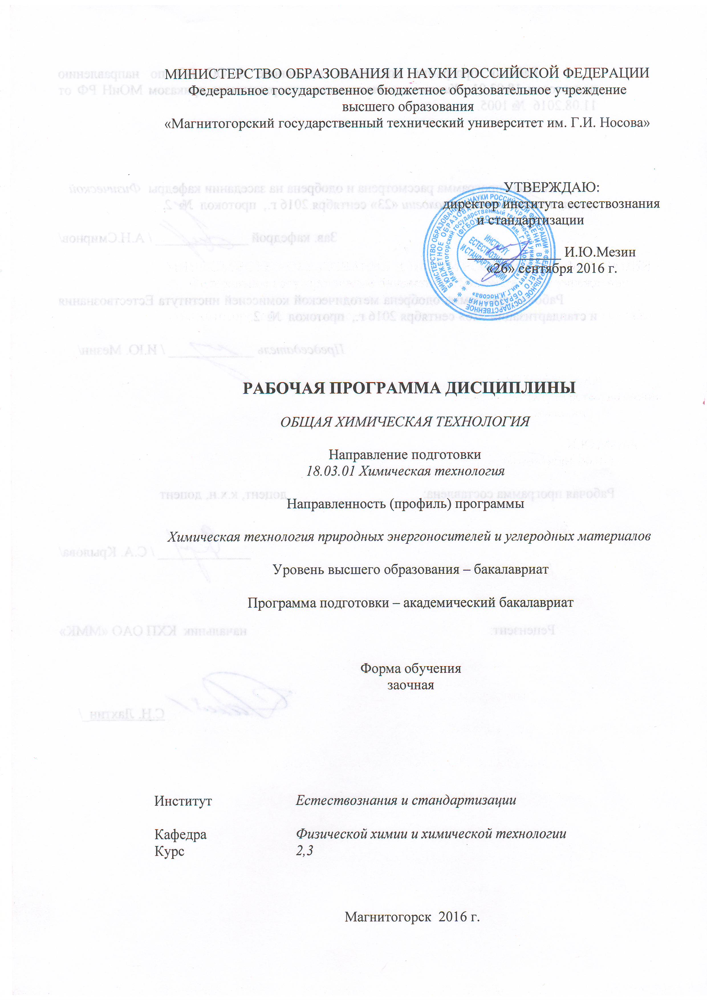 МИНИСТЕРСТВО ОБРАЗОВАНИЯ И НАУКИ РОССИЙСКОЙ ФЕДЕРАЦИИ
Федеральное государственное бюджетное образовательное учреждение
высшего образования
«Магнитогорский государственный технический университет им. Г.И. Носова»
УТВЕРЖДАЮ:
директор института естествознания
и стандартизации
И.Ю.Мезин
«26» сентября 2016 г.
ИНСТИТУТ
ЕСТЕСТВОЗНАНИЯ
И СТАНДАРТИЗАЦИИ
РАБОЧАЯ ПРОГРАММА ДИСЦИПЛИНЫ
ОБЩАЯ ХИМИЧЕСКАЯ ТЕХНОЛОГИЯ
Направление подготовки
18.03.01 Химическая технология
Направленность (профиль) программы
Химическая технология природных энергоносителей и углеродных материалов
Уровень высшего образования – бакалавриат
Программа подготовки – академический бакалавриат
Форма обучения
заочная
Институт Естествознания и стандартизации
Кафедра Физической химии и химической технологии
Курс 2,3
Магнитогорск 2016 г.